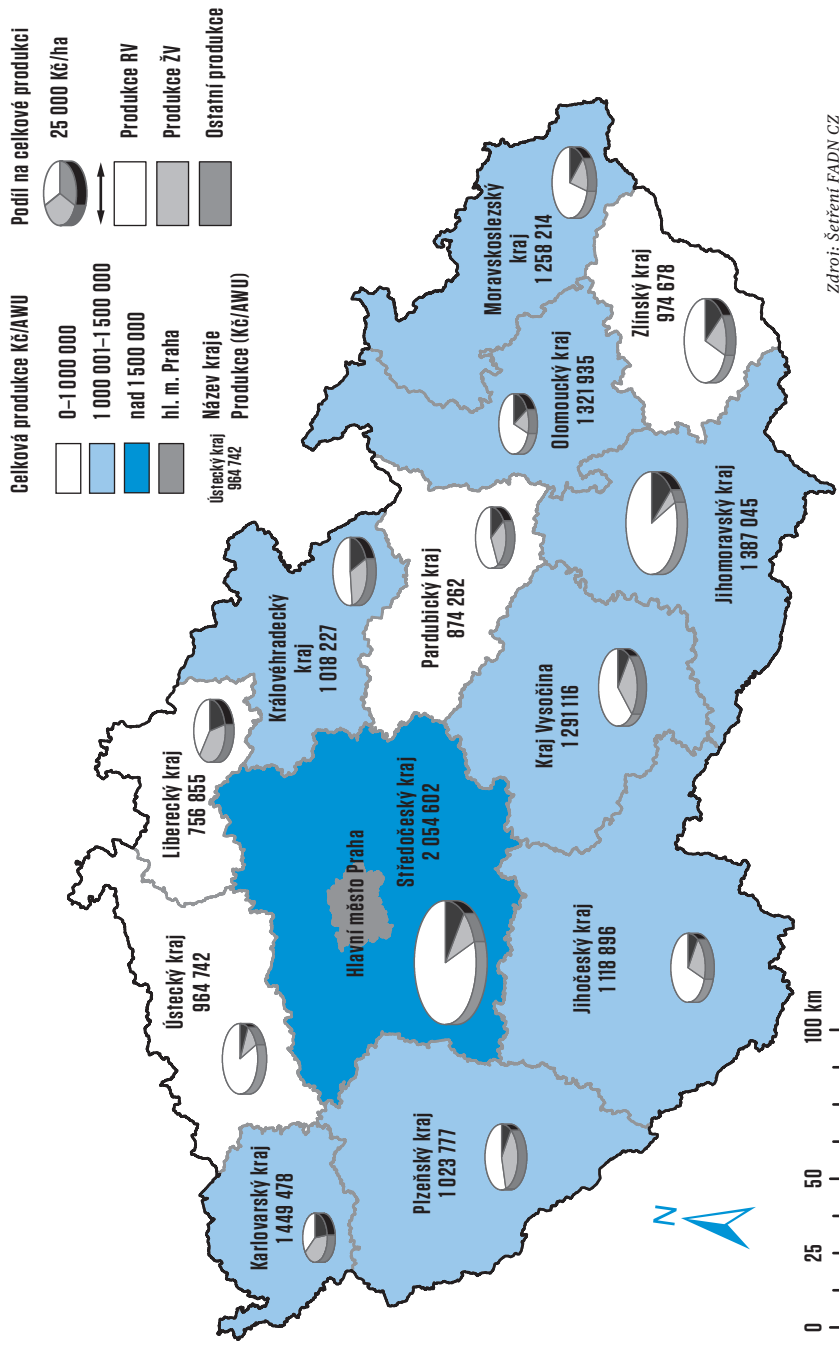 Celková produkce Kč/AWU
0–1 000 000
1 000 001–1 500 000
nad 1 500 000
hl. m. Praha
Ústecký kraj
964 742
Název kraje
Produkce (Kč/AWU)
Podíl na celkové produkci
25 000 Kč/ha
Produkce RV
Produkce ŽV
Ostatní produkce
Ústecký kraj
964 742
Liberecký kraj
756 855
Karlovarský kraj
1 449 478
Královéhradecký
kraj
1 018 227
Hlavní město Praha
Středočeský kraj
2 054 602
Pardubický kraj
874 262
Moravskoslezský
kraj
1 258 214
Plzeňský kraj
1 023 777
Olomoucký kraj
1 321 935
Kraj Vysočina
1 291 116
Zlínský kraj
974 678
Jihočeský kraj
1 118 896
Jihomoravský kraj
1 387 045
N
0 25 50 100 km
Zdroj: Šetření FADN CZ